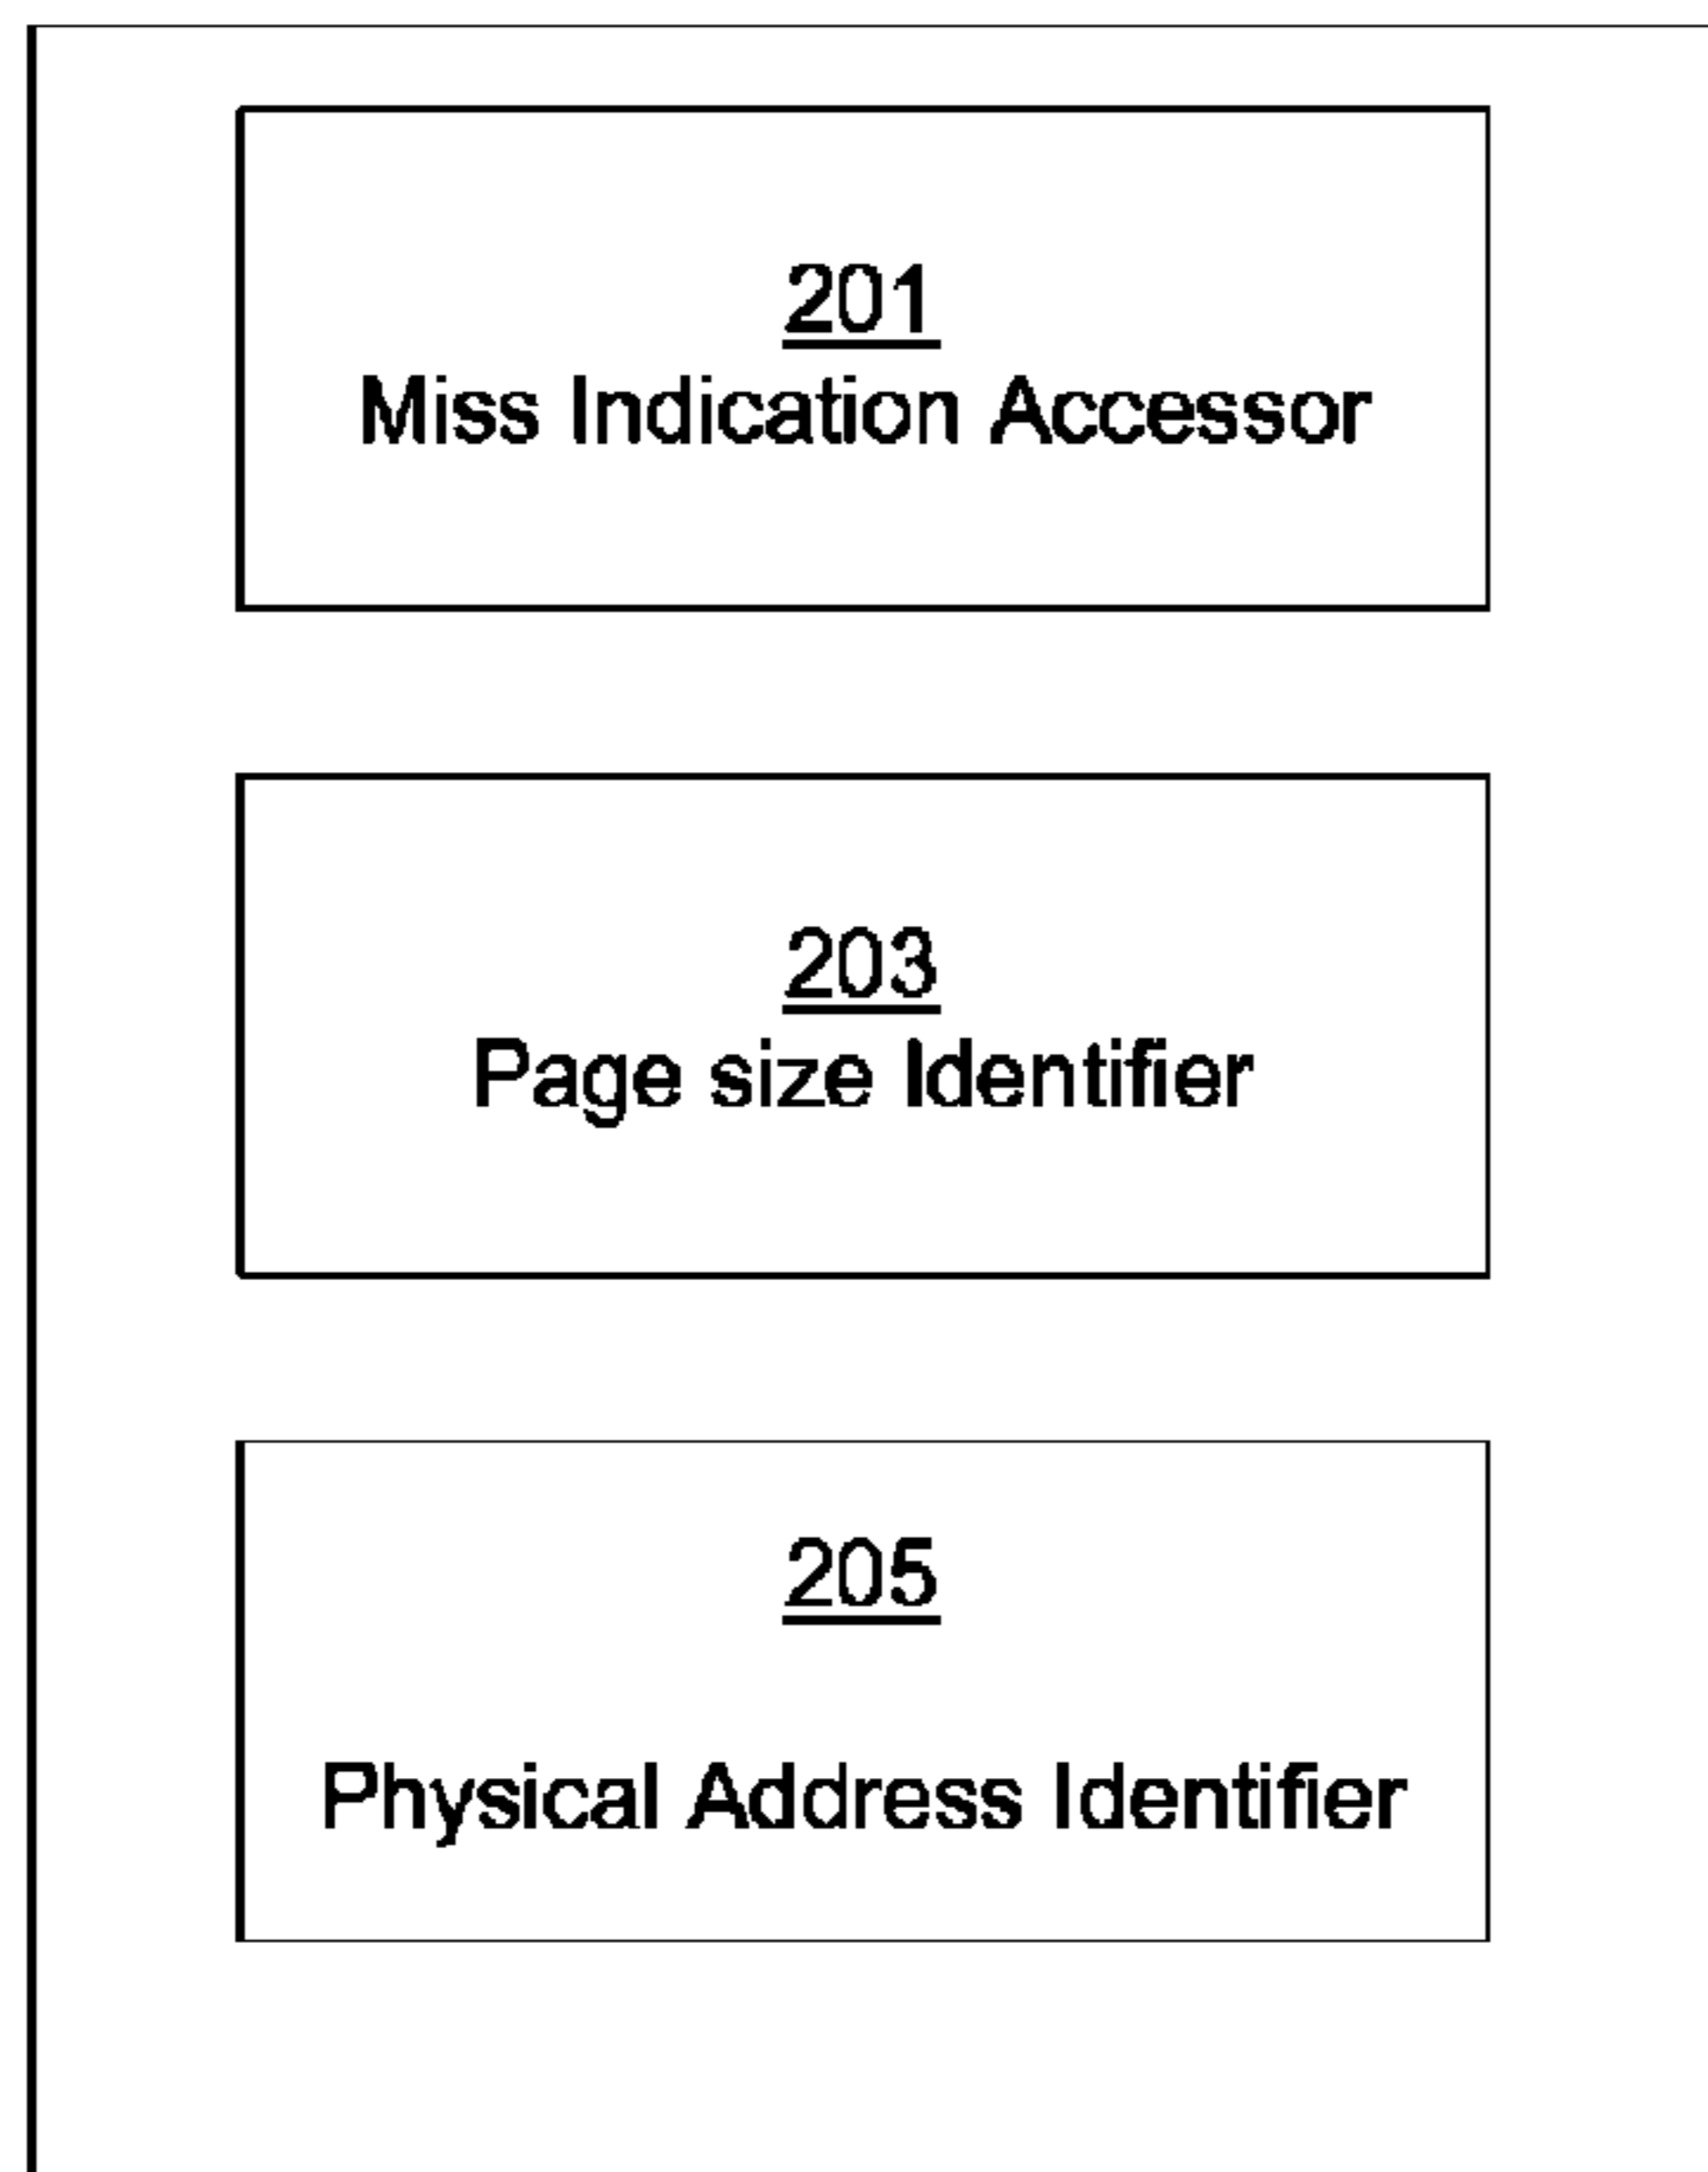 201
Miss Indication Accessor
203
Page size Identifier
205
Physical Address Identifier